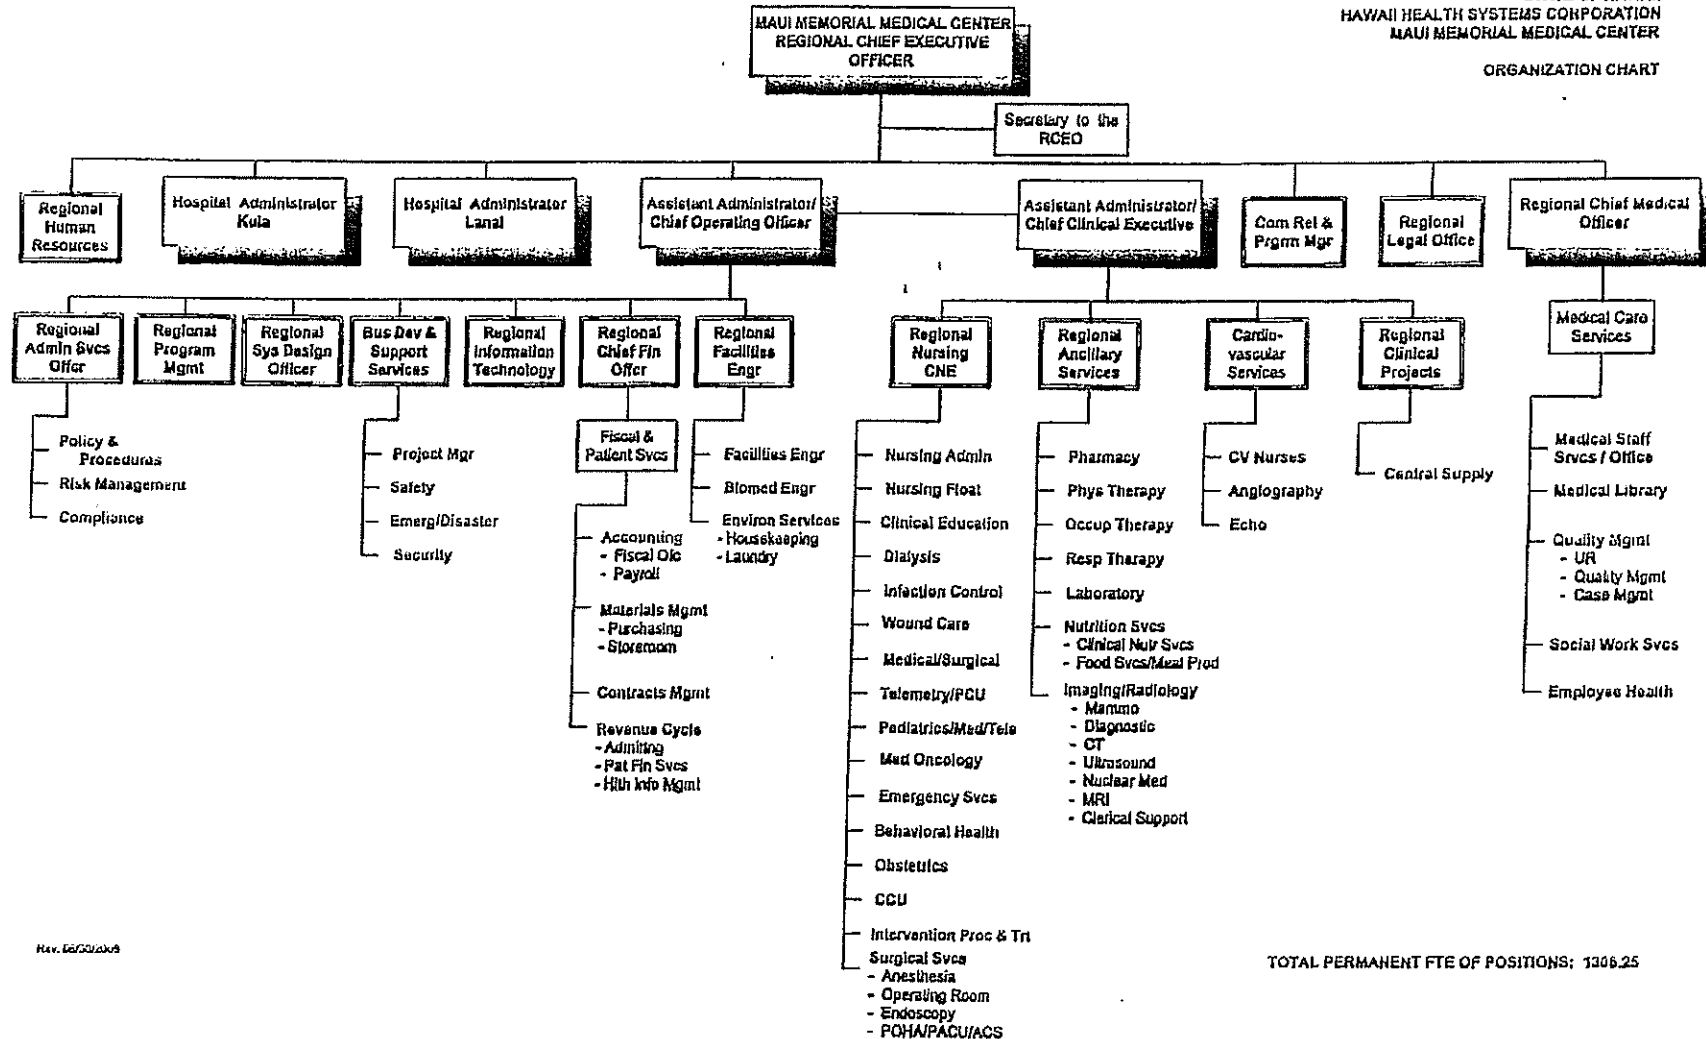 HAWAII HEALTH SYSTEMS CORPORATION
MAUI MEMORIAL MEDICAL CENTER
ORGANIZATION CHART
MAUI MEMORIAL MEDICAL CENTER
REGIONAL CHIEF EXECUTIVE
OFFICER
Secretary to the
RCEO
Regional
Human
Resources
Hospital Administrator
Kula
Hospital Administrator
Lanai
Assistant Administrator/
Chief Operating Officer
Assistant Administrator/
Chief Clinical Executive
Com Rel &
Prgrm Mgr
Regional
Legal Office
Regional Chief Medical
Officer
Regional
Admin Svcs
Offcr
Regional
Program
Mgmt
Regional
Sys Design
Officer
Bus Dev &
Support
Services
Regional
Information
Technology
Regional
Chief Fin
Offcr
Regional
Facilities
Engr
Regional
Nursing
CNE
Regional
Ancillary
Services
Cardio-
vascular
Services
Regional
Clinical
Projects
Medical Care
Services
Policy &
Procedures
Risk Management
Compliance
Project Mgr
Safety
Emerg/Disaster
Security
Fiscal &
Patient Svcs
Accounting
- Fiscal Ofc
- Payroll
Materials Mgmt
- Purchasing
- Storeroom
Contracts Mgmt
Revenue Cycle
- Admitting
- Pat Fin Svcs
- Hlth Info Mgmt
Facilities Engr
Biomed Engr
Environ Services
- Housekeeping
- Laundry
Nursing Admin
Nursing Float
Clinical Education
Dialysis
Infection Control
Wound Care
Medical/Surgical
Telemetry/PCU
Pediatrics/Med/Tele
Med Oncology
Emergency Svcs
Behavioral Health
Obstetrics
CCU
Intervention Proc & Trt
Surgical Svcs
- Anesthesia
- Operating Room
- Endoscopy
- POHA/PACU/ACS
Pharmacy
Phys Therapy
Occup Therapy
Resp Therapy
Laboratory
Nutrition Svcs
- Clinical Nutr Svcs
- Food Svcs/Meal Prod
Imaging/Radiology
- Mammo
- Diagnostic
- CT
- Ultrasound
- Nuclear Med
- MRI
- Clerical Support
CV Nurses
Angiography
Echo
Central Supply
Medical Staff
Srvcs / Office
Medical Library
Quality Mgmt
- UR
- Quality Mgmt
- Case Mgmt
Social Work Svcs
Employee Health
Rev.
TOTAL PERMANENT FTE OF POSITIONS: 1306.25